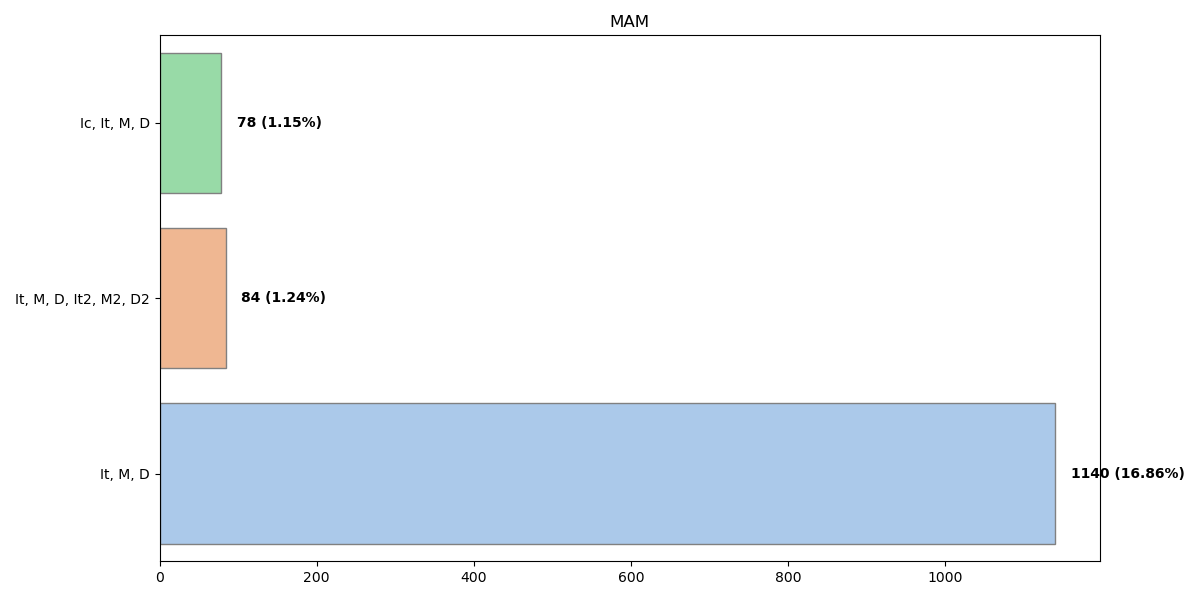 MAM
Ic, It, M, D
78 (1.15%)
It, M, D, It2, M2, D2
84 (1.24%)
It, M, D
1140 (16.86%)
0 200 400 600 800 1000